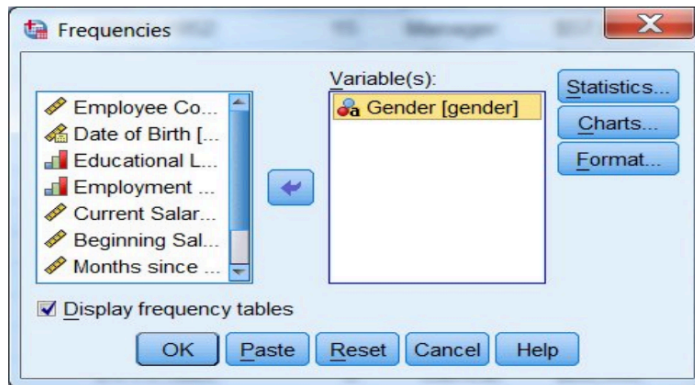 Frequencies
Variable(s):
Employee Co...
Date of Birth [...
Educational L...
Employment ...
Current Salar...
Beginning Sal...
Months since ...
Gender [gender]
Statistics...
Charts...
Format...
Display frequency tables
OK Paste Reset Cancel Help